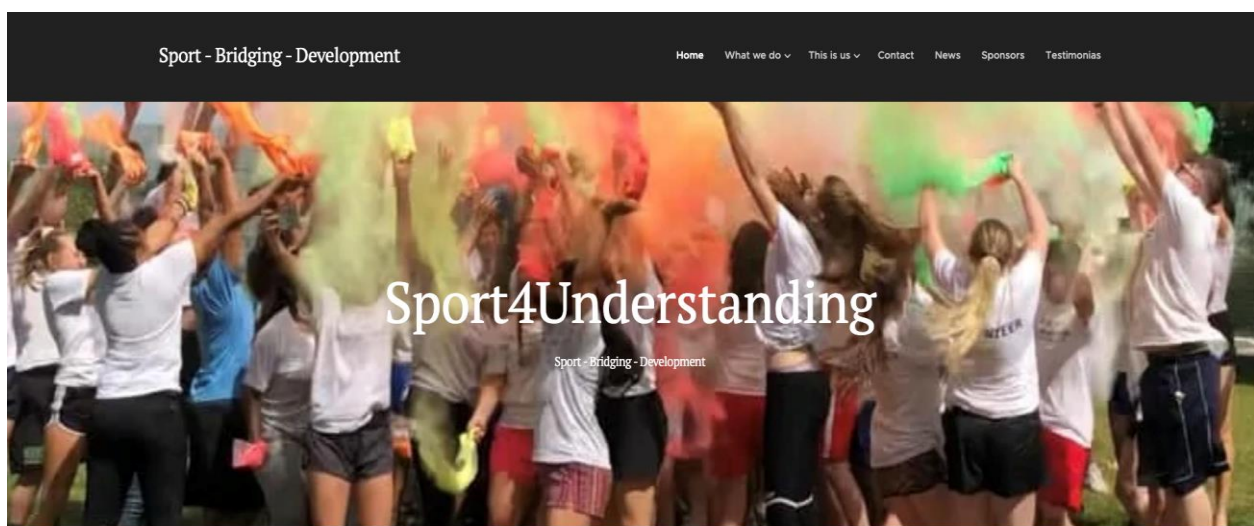 Sport - Bridging - Development
Home What we do This is us Contact News Sponsors Testimonias
Sport4Understanding
Sport - Bridging - Development